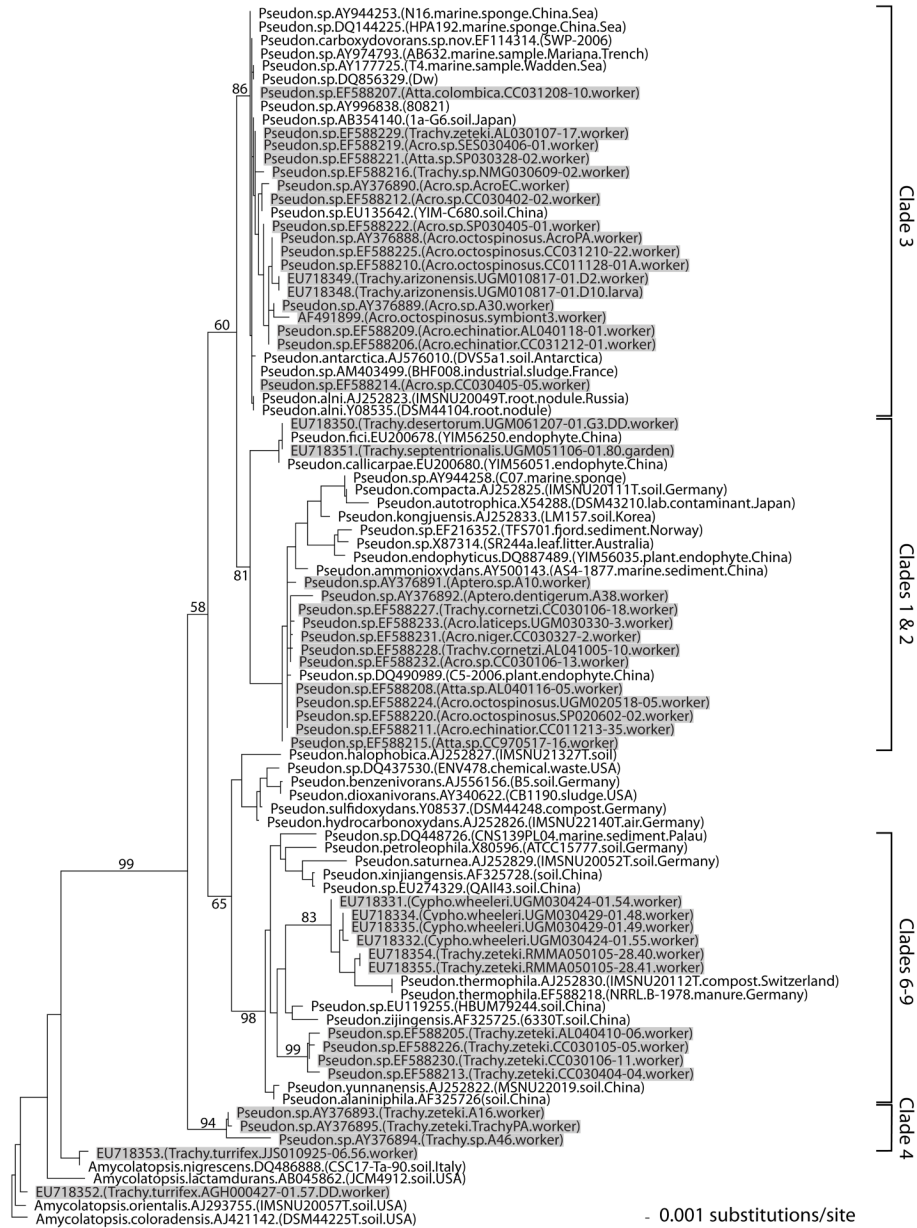 Pseudon.sp.AY944253.(N16.marine.sponge.China.Sea)
Pseudon.sp.DQ144225.(HPA192.marine.sponge.China.Sea)
Pseudon.carboxydovorans.sp.nov.EF114314.(SWP-2006)
Pseudon.sp.AY974793.(AB632.marine.sample.Mariana.Trench)
Pseudon.sp.AY177725.(T4.marine.sample.Wadden.Sea)
Pseudon.sp.DQ856329.(Dw)
86
Pseudon.sp.EF588207.(Atta.colombica.CC031208-10.worker)
Pseudon.sp.AY996838.(80821)
Pseudon.sp.AB354140.(1a-G6.soil.Japan)
Pseudon.sp.EF588229.(Trachy.zeteki.AL030107-17.worker)
Pseudon.sp.EF588219.(Acro.sp.SES030406-01.worker)
Pseudon.sp.EF588221.(Atta.sp.SP030328-02.worker)
Pseudon.sp.EF588216.(Trachy.sp.NMG030609-02.worker)
Pseudon.sp.AY376890.(Acro.sp.AcroEC.worker)
Pseudon.sp.EF588212.(Acro.sp.CC030402-02.worker)
Pseudon.sp.EU135642.(YIM-C680.soil.China)
Clade 3
Pseudon.sp.EF588222.(Acro.sp.SP030405-01.worker)
Pseudon.sp.AY376888.(Acro.octospinosus.AcroPA.worker)
Pseudon.sp.EF588225.(Acro.octospinosus.CC031210-22.worker)
Pseudon.sp.EF588210.(Acro.octospinosus.CC011128-01A.worker)
EU718349.(Trachy.arizonensis.UGM010817-01.D2.worker)
EU718348.(Trachy.arizonensis.UGM010817-01.D10.larva)
Pseudon.sp.AY376889.(Acro.sp.A30.worker)
AF491899.(Acro.octospinosus.symbiont3.worker)
60
Pseudon.sp.EF588209.(Acro.echinatior.AL040118-01.worker)
Pseudon.sp.EF588206.(Acro.echinatior.CC031212-01.worker)
Pseudon.antarctica.AJ576010.(DVS5a1.soil.Antarctica)
Pseudon.sp.AM403499.(BHF008.industrial.sludge.France)
Pseudon.sp.EF588214.(Acro.sp.CC030405-05.worker)
Pseudon.alni.AJ252823.(IMSNU20049T.root.nodule.Russia)
Pseudon.alni.Y08535.(DSM44104.root.nodule)
EU718350.(Trachy.desertorum.UGM061207-01.G3.DD.worker)
Pseudon.fici.EU200678.(YIM56250.endophyte.China)
EU718351.(Trachy.septentrionalis.UGM051106-01.80.garden)
Pseudon.callicarpae.EU200680.(YIM56051.endophyte.China)
Pseudon.sp.AY944258.(C07.marine.sponge)
Pseudon.compacta.AJ252825.(IMSNU20111T.soil.Germany)
Pseudon.autotrophica.X54288.(DSM43210.lab.contaminant.Japan)
Pseudon.kongjuensis.AJ252833.(LM157.soil.Korea)
Pseudon.sp.EF216352.(TFS701.fjord.sediment.Norway)
Pseudon.sp.X87314.(SR244a.leaf.litter.Australia)
Pseudon.endophyticus.DQ887489.(YIM56035.plant.endophyte.China)
Pseudon.ammonioxydans.AY500143.(AS4-1877.marine.sediment.China)
81
Pseudon.sp.AY376891.(Aptero.sp.A10.worker)
Clades 1 & 2
Pseudon.sp.AY376892.(Aptero.dentigerum.A38.worker)
Pseudon.sp.EF588227.(Trachy.cornetzi.CC030106-18.worker)
58
Pseudon.sp.EF588233.(Acro.laticeps.UGM030330-3.worker)
Pseudon.sp.EF588231.(Acro.niger.CC030327-2.worker)
Pseudon.sp.EF588228.(Trachy.cornetzi.AL041005-10.worker)
Pseudon.sp.EF588232.(Acro.sp.CC030106-13.worker)
Pseudon.sp.DQ490989.(C5-2006.plant.endophyte.China)
Pseudon.sp.EF588208.(Atta.sp.AL040116-05.worker)
Pseudon.sp.EF588224.(Acro.octospinosus.UGM020518-05.worker)
Pseudon.sp.EF588220.(Acro.octospinosus.SP020602-02.worker)
Pseudon.sp.EF588211.(Acro.echinatior.CC011213-35.worker)
Pseudon.sp.EF588215.(Atta.sp.CC970517-16.worker)
Pseudon.halophobica.AJ252827.(IMSNU21327T.soil)
Pseudon.sp.DQ437530.(ENV478.chemical.waste.USA)
Pseudon.benzenivorans.AJ556156.(B5.soil.Germany)
Pseudon.dioxanivorans.AY340622.(CB1190.sludge.USA)
Pseudon.sulfidoxydans.Y08537.(DSM44248.compost.Germany)
Pseudon.hydrocarbonoxydans.AJ252826.(IMSNU22140T.air.Germany)
Pseudon.sp.DQ448726.(CNS139PL04.marine.sediment.Palau)
Pseudon.petroleophila.X80596.(ATCC15777.soil.Germany)
Pseudon.saturnea.AJ252829.(IMSNU20052T.soil.Germany)
99
Pseudon.xinjiangensis.AF325728.(soil.China)
Pseudon.sp.EU274329.(QAII43.soil.China)
65
EU718331.(Cypho.wheeleri.UGM030424-01.54.worker)
83
EU718334.(Cypho.wheeleri.UGM030429-01.48.worker)
EU718335.(Cypho.wheeleri.UGM030429-01.49.worker)
EU718332.(Cypho.wheeleri.UGM030424-01.55.worker)
EU718354.(Trachy.zeteki.RMMA050105-28.40.worker)
EU718355.(Trachy.zeteki.RMMA050105-28.41.worker)
Clades 6-9
Pseudon.thermophila.AJ252830.(IMSNU20112T.compost.Switzerland)
Pseudon.thermophila.EF588218.(NRRL.B-1978.manure.Germany)
Pseudon.sp.EU119255.(HBUM79244.soil.China)
98
Pseudon.zijingensis.AF325725.(6330T.soil.China)
Pseudon.sp.EF588205.(Trachy.zeteki.AL040410-06.worker)
Pseudon.sp.EF588226.(Trachy.zeteki.CC030105-05.worker)
99
Pseudon.sp.EF588230.(Trachy.zeteki.CC030106-11.worker)
Pseudon.sp.EF588213.(Trachy.zeteki.CC030404-04.worker)
Pseudon.yunnanensis.AJ252822.(MSNU22019.soil.China)
Pseudon.alaniniphila.AF325726(soil.China)
Pseudon.sp.AY376893.(Trachy.zeteki.A16.worker)
94
Pseudon.sp.AY376895.(Trachy.zeteki.TrachyPA.worker)
Clade 4
Pseudon.sp.AY376894.(Trachy.sp.A46.worker)
EU718353.(Trachy.turrifex.JJS010925-06.56.worker)
Amycolatopsis.nigrescens.DQ486888.(CSC17-Ta-90.soil.Italy)
Amycolatopsis.lactamdurans.AB045862.(JCM4912.soil.USA)
EU718352.(Trachy.turrifex.AGH000427-01.57.DD.worker)
Amycolatopsis.orientalis.AJ293755.(IMSNU20057T.soil.USA)
Amycolatopsis.coloradensis.AJ421142.(DSM44225T.soil.USA)
- 0.001 substitutions/site